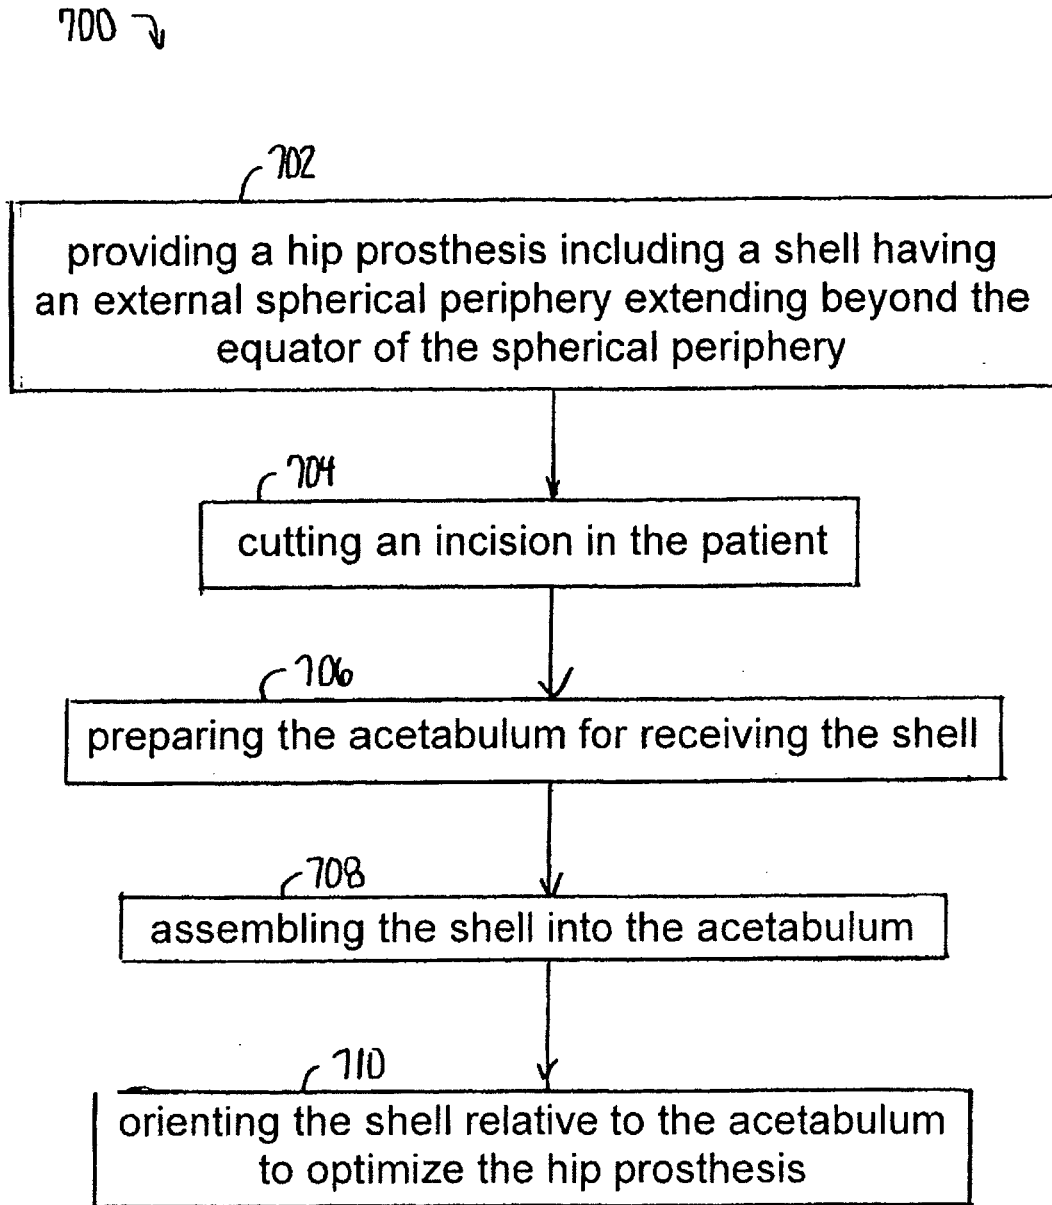 700
702
providing a hip prosthesis including a shell having
an external spherical periphery extending beyond the
equator of the spherical periphery
704
cutting an incision in the patient
706
preparing the acetabulum for receiving the shell
708
assembling the shell into the acetabulum
710
orienting the shell relative to the acetabulum
to optimize the hip prosthesis